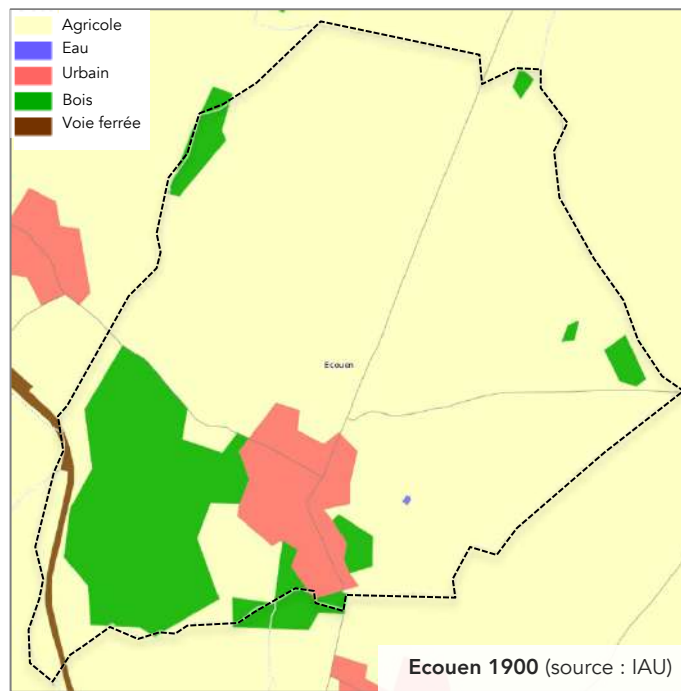 Agricole
Eau
Urbain
Bois
Voie ferrée
Ecouen
Ecouen 1900 (source : IAU)